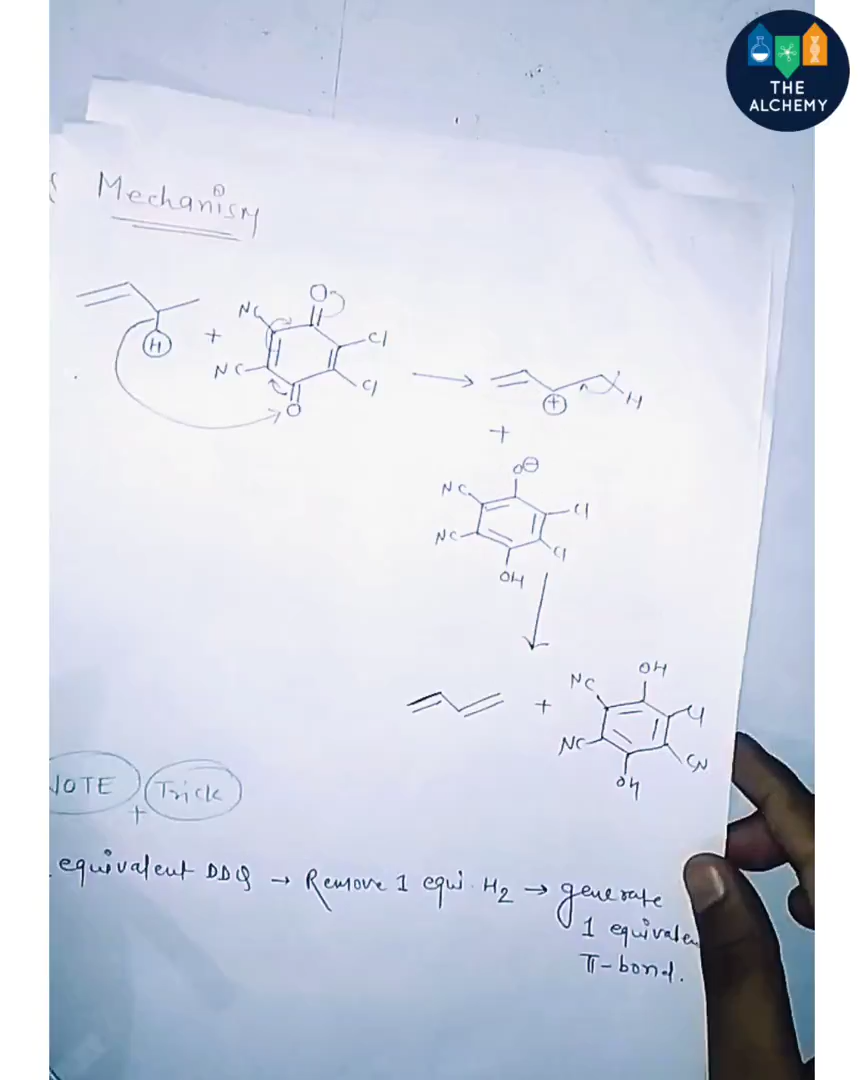 THE
ALCHEMY
Mechanism
H
+
NC
NC
O
O
Cl
Cl
+
H
+
O⊖
NC
NC
Cl
Cl
OH
+
NC
NC
OH
Cl
CN
OH
NOTE + Trick
equivalent DDQ → Remove 1 equi. H2 → generate
1 equivalen
π-bond.